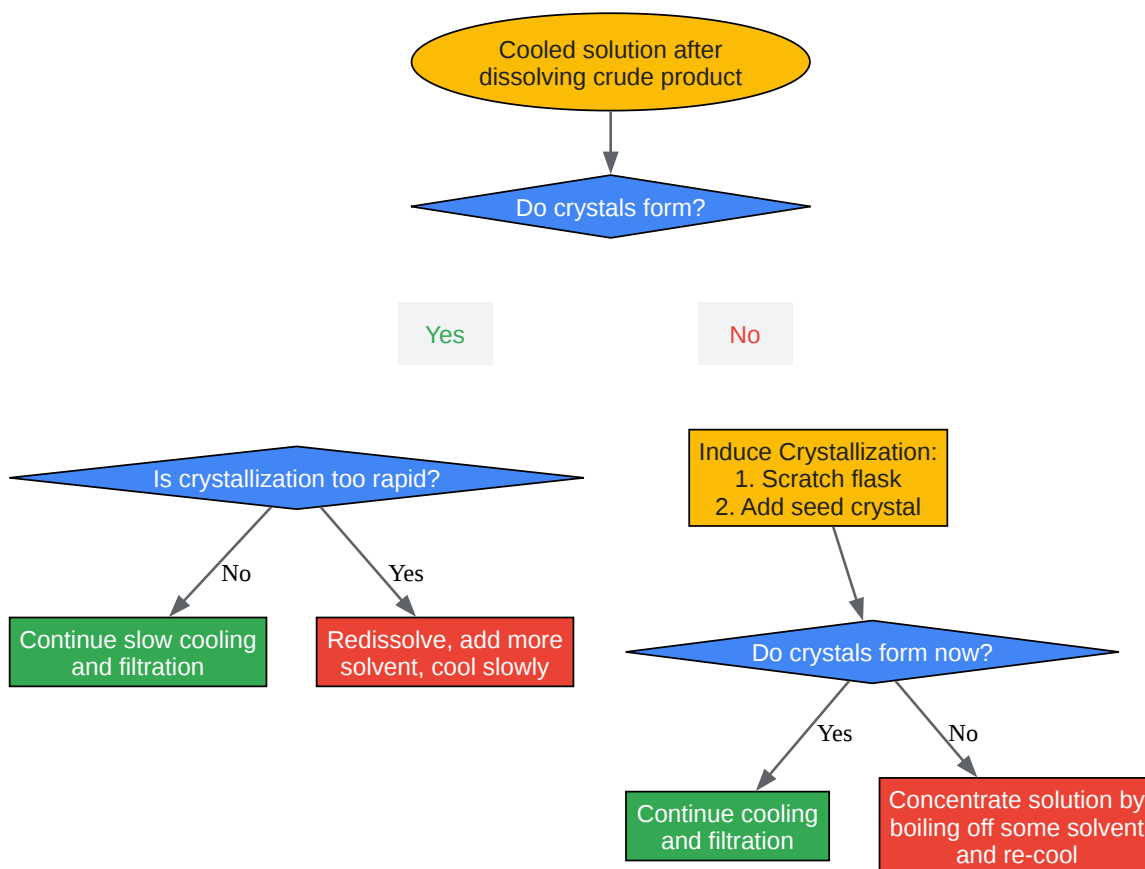 Cooled solution after
dissolving crude product
Do crystals form?
Yes
No
Is crystallization too rapid?
Induce Crystallization:
1. Scratch flask
2. Add seed crystal
No
Yes
Continue slow cooling
and filtration
Redissolve, add more
solvent, cool slowly
Do crystals form now?
Yes
No
Continue cooling
and filtration
Concentrate solution by
boiling off some solvent
and re-cool